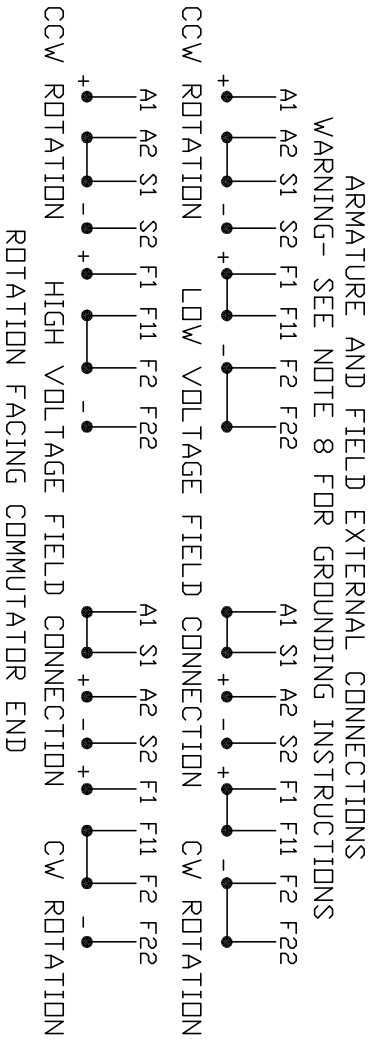 ARMATURE AND FIELD EXTERNAL CONNECTIONS
WARNING- SEE NOTE 8 FOR GROUNDING INSTRUCTIONS
A1 A2 S1 S2 F1 F11 F2 F22 A1 S1 A2 S2 F1 F11 F2 F22
+ - + - + - + -
CCW ROTATION LOW VOLTAGE FIELD CONNECTION CW ROTATION
A1 A2 S1 S2 F1 F11 F2 F22 A1 S1 A2 S2 F1 F11 F2 F22
+ - + - + - + -
CCW ROTATION HIGH VOLTAGE FIELD CONNECTION CW ROTATION
ROTATION FACING COMMUTATOR END